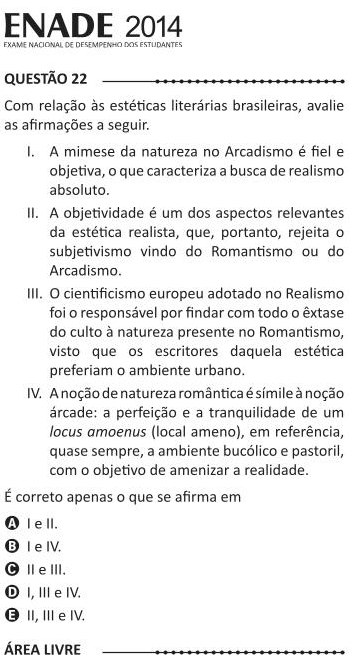 ENADE 2014
EXAME NACIONAL DE DESEMPENHO DOS ESTUDANTES
QUESTÃO 22
Com relação às estéticas literárias brasileiras, avalie
as afirmações a seguir.
I. A mimese da natureza no Arcadismo é fiel e
objetiva, o que caracteriza a busca de realismo
absoluto.
II. A objetividade é um dos aspectos relevantes
da estética realista, que, portanto, rejeita o
subjetivismo vindo do Romantismo ou do
Arcadismo.
III. O cientificismo europeu adotado no Realismo
foi o responsável por findar com todo o êxtase
do culto à natureza presente no Romantismo,
visto que os escritores daquela estética
preferiam o ambiente urbano.
IV. A noção de natureza romântica é símile à noção
árcade: a perfeição e a tranquilidade de um
locus amoenus (local ameno), em referência,
quase sempre, a ambiente bucólico e pastoril,
com o objetivo de amenizar a realidade.
É correto apenas o que se afirma em
A I e II.
B I e IV.
C II e III.
D I, III e IV.
E II, III e IV.
ÁREA LIVRE